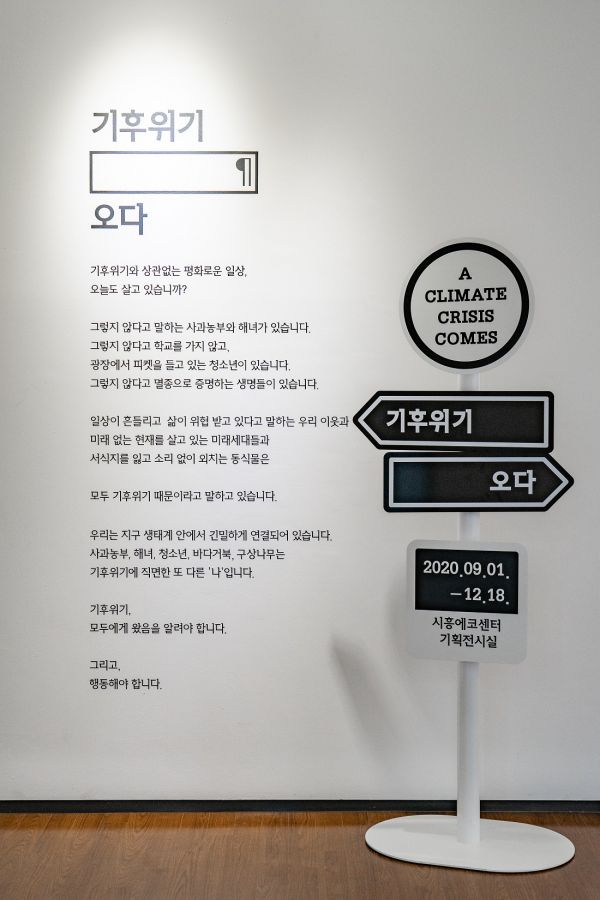 기후위기
¶
오다
기후위기와 상관없는 평화로운 일상,
오늘도 살고 있습니까?
그렇지 않다고 말하는 사과농부와 해녀가 있습니다.
그렇지 않다고 학교를 가지 않고,
광장에서 피켓을 들고 있는 청소년이 있습니다.
그렇지 않다고 멸종으로 증명하는 생명들이 있습니다.
일상이 흔들리고 삶이 위협 받고 있다고 말하는 우리 이웃과
미래 없는 현재를 살고 있는 미래세대들과
서식지를 잃고 소리 없이 외치는 동식물은
모두 기후위기 때문이라고 말하고 있습니다.
우리는 지구 생태계 안에서 긴밀하게 연결되어 있습니다.
사과농부, 해녀, 청소년, 바다거북, 구상나무는
기후위기에 직면한 또 다른 '나'입니다.
기후위기,
모두에게 왔음을 알려야 합니다.
그리고,
행동해야 합니다.
A
CLIMATE
CRISIS
COMES
기후위기
오다
2020.09.01.
–12.18.
시흥에코센터
기획전시실